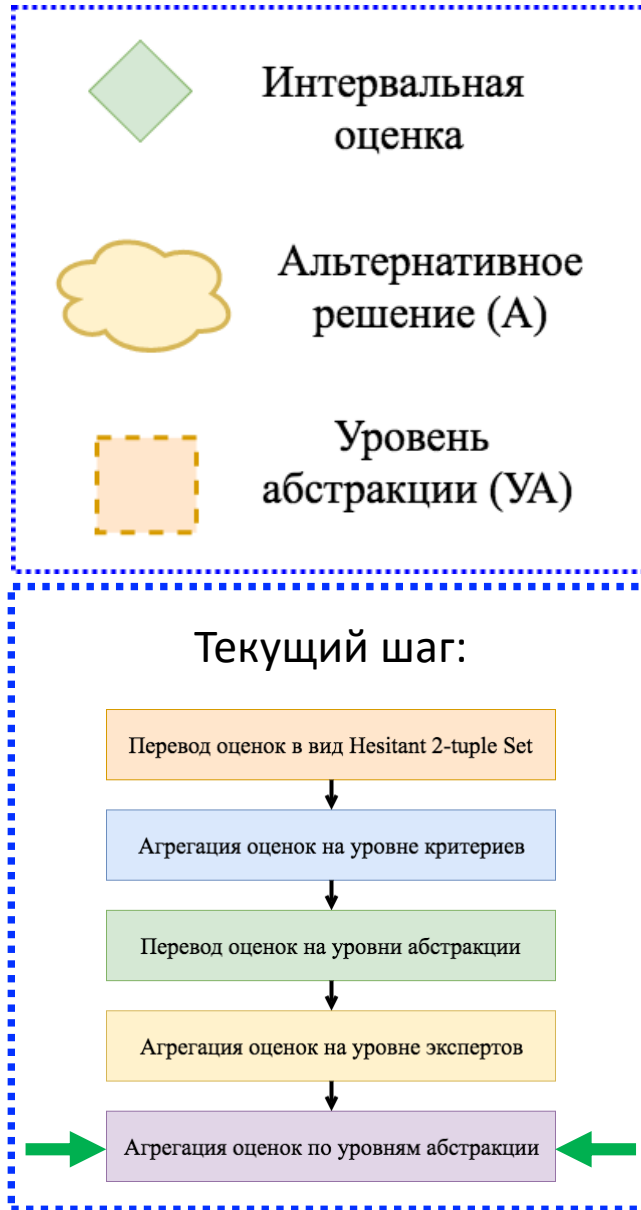 Интервальная
оценка
Альтернативное
решение (А)
Уровень
абстракции (УА)
Текущий шаг:
Перевод оценок в вид Hesitant 2-tuple Set
Агрегация оценок на уровне критериев
Перевод оценок на уровни абстракции
Агрегация оценок на уровне экспертов
Агрегация оценок по уровням абстракции